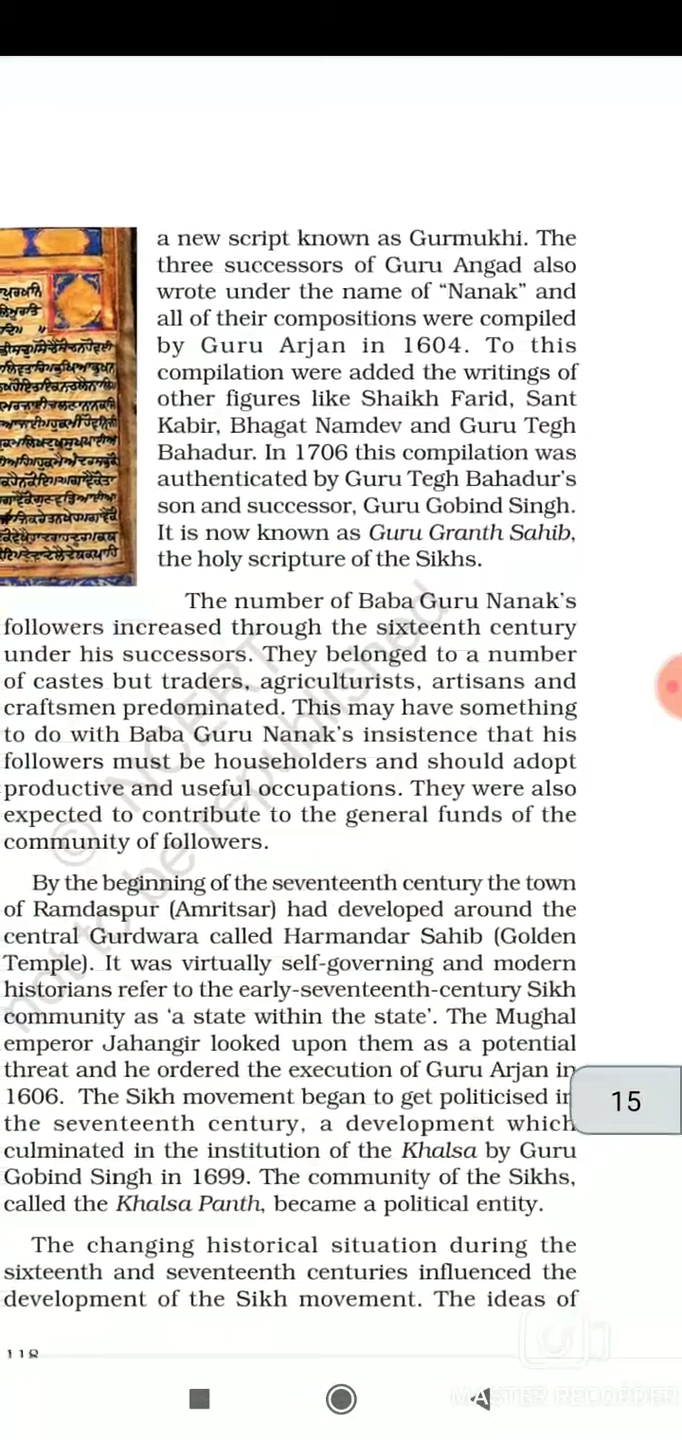 a new script known as Gurmukhi. The
three successors of Guru Angad also
wrote under the name of “Nanak” and
all of their compositions were compiled
by Guru Arjan in 1604. To this
compilation were added the writings of
other figures like Shaikh Farid, Sant
Kabir, Bhagat Namdev and Guru Tegh
Bahadur. In 1706 this compilation was
authenticated by Guru Tegh Bahadur’s
son and successor, Guru Gobind Singh.
It is now known as Guru Granth Sahib,
the holy scripture of the Sikhs.
The number of Baba Guru Nanak’s
followers increased through the sixteenth century
under his successors. They belonged to a number
of castes but traders, agriculturists, artisans and
craftsmen predominated. This may have something
to do with Baba Guru Nanak’s insistence that his
followers must be householders and should adopt
productive and useful occupations. They were also
expected to contribute to the general funds of the
community of followers.
By the beginning of the seventeenth century the town
of Ramdaspur (Amritsar) had developed around the
central Gurdwara called Harmandar Sahib (Golden
Temple). It was virtually self-governing and modern
historians refer to the early-seventeenth-century Sikh
community as ‘a state within the state’. The Mughal
emperor Jahangir looked upon them as a potential
threat and he ordered the execution of Guru Arjan in
1606. The Sikh movement began to get politicised in
the seventeenth century, a development which
culminated in the institution of the Khalsa by Guru
Gobind Singh in 1699. The community of the Sikhs,
called the Khalsa Panth, became a political entity.
The changing historical situation during the
sixteenth and seventeenth centuries influenced the
development of the Sikh movement. The ideas of
118
15
© NCERT
not to be republished
MASTER RECORDER